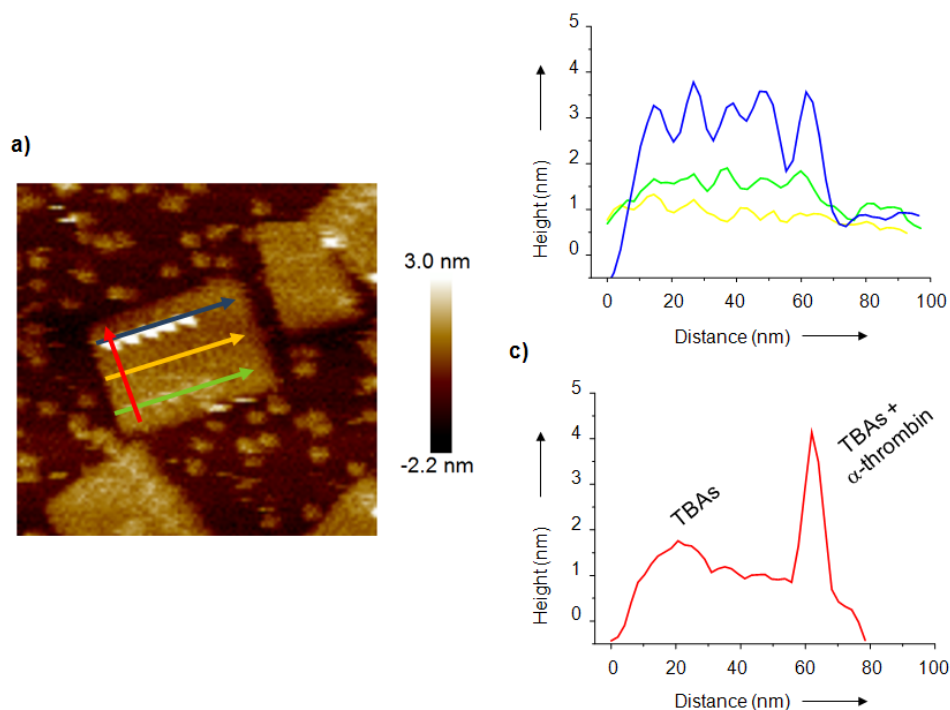 a)
3.0 nm
-2.2 nm
5
4
3
2
1
0
Height (nm)
0 20 40 60 80 100
Distance (nm)
c)
5
4
3
2
1
0
Height (nm)
TBAs
TBAs +
α-thrombin
0 20 40 60 80 100
Distance (nm)